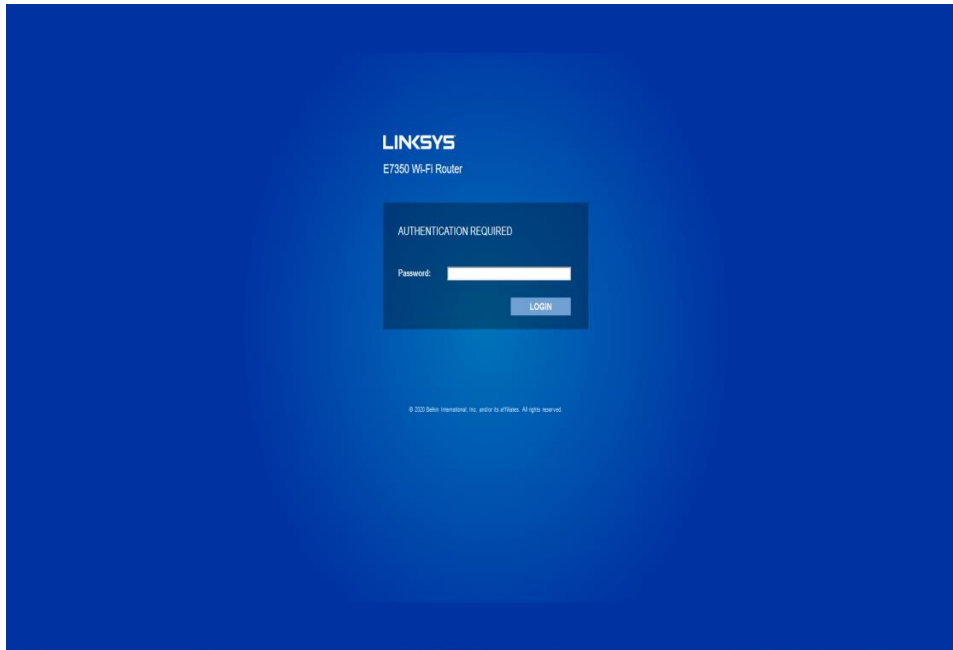 LINKSYS
E7350 Wi-Fi Router
AUTHENTICATION REQUIRED
Password:
LOGIN
© 2020 Belkin International, Inc. and/or its affiliates. All rights reserved.